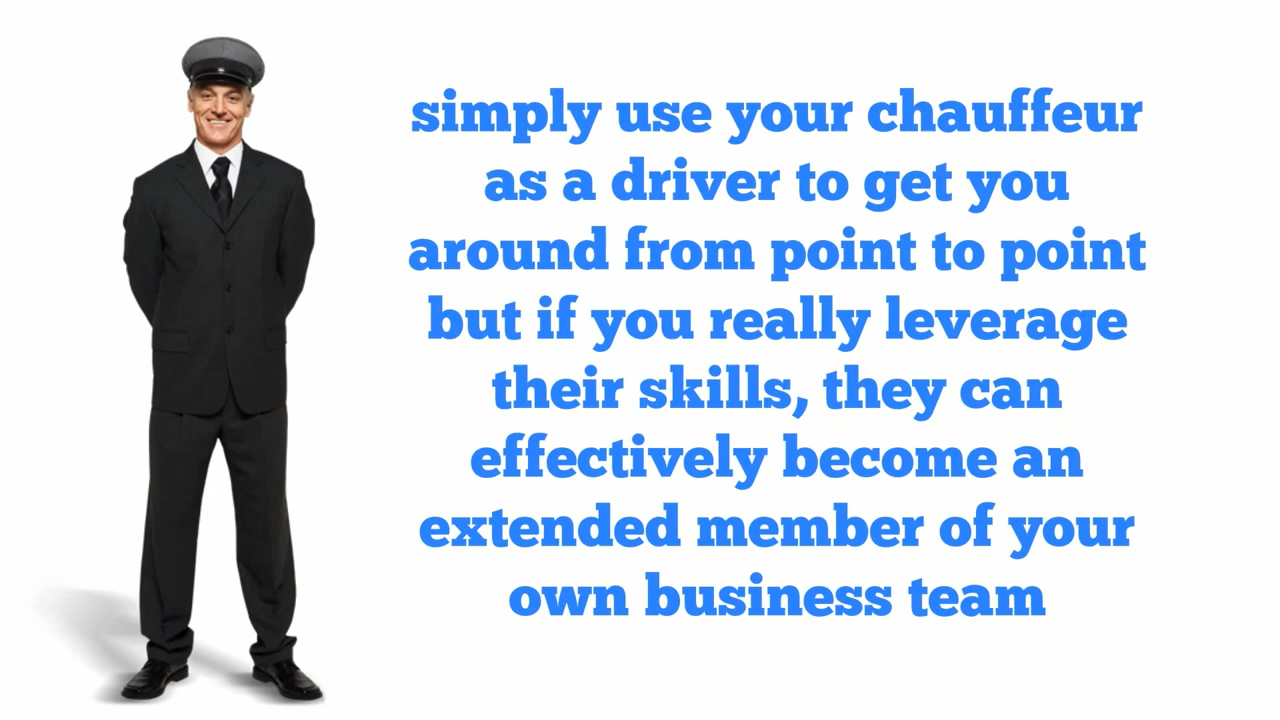 simply use your chauffeur
as a driver to get you
around from point to point
but if you really leverage
their skills, they can
effectively become an
extended member of your
own business team